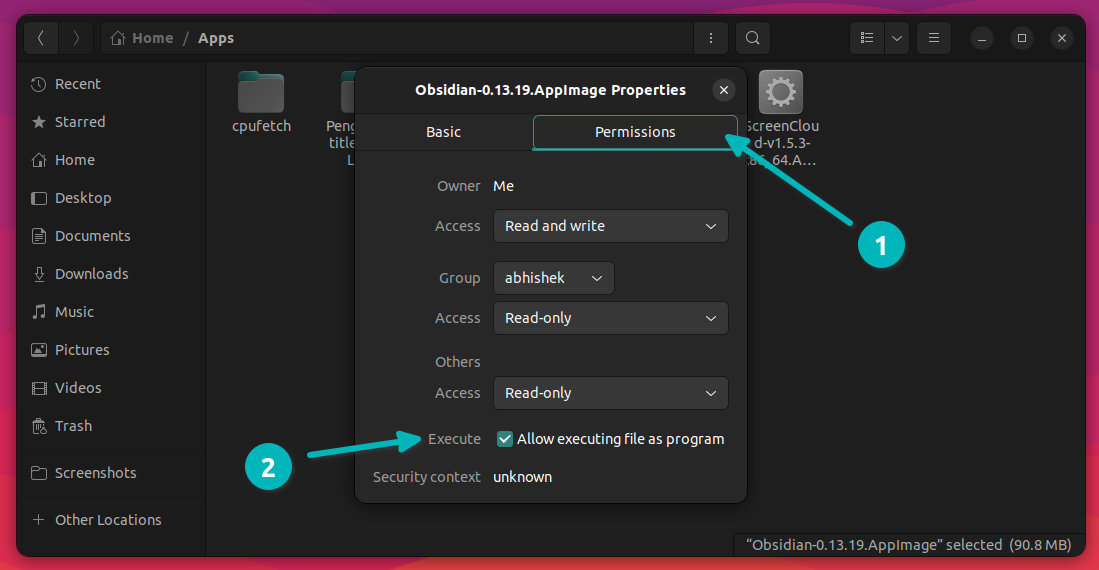 Home / Apps
Recent
Starred
Home
Desktop
Documents
Downloads
Music
Pictures
Videos
Trash
Screenshots
+ Other Locations
cpufetch
Peng
title
L
ScreenClou
d-v1.5.3-
86_64.A...
Obsidian-0.13.19.AppImage Properties
Basic
Permissions
Owner Me
Access Read and write
Group abhishek
Access Read-only
Others
Access Read-only
Execute Allow executing file as program
Security context unknown
1
2
“Obsidian-0.13.19.AppImage” selected (90.8 MB)